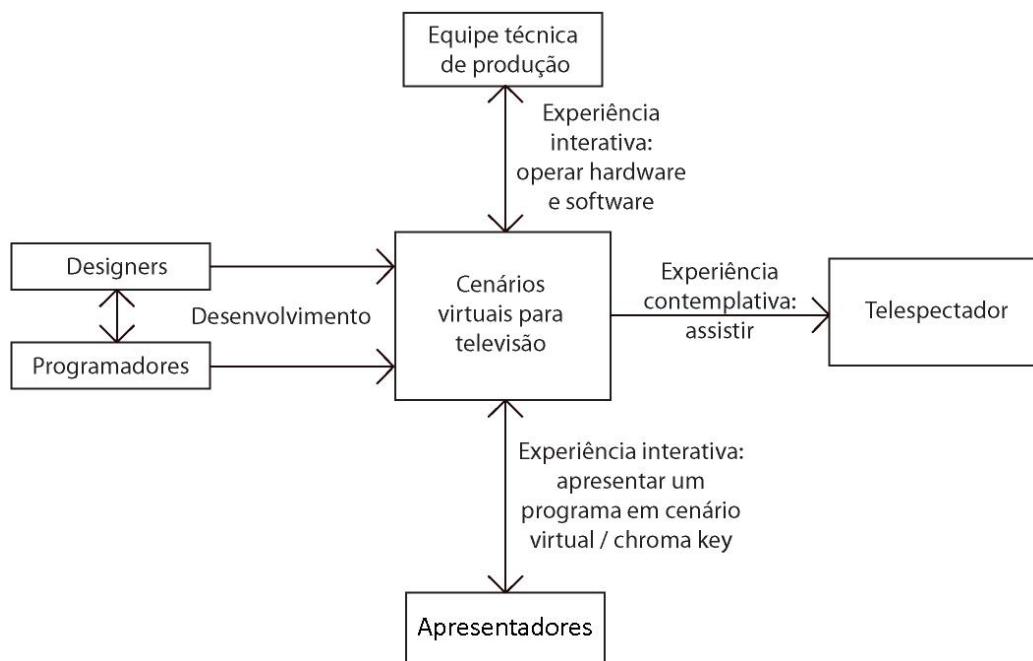 Equipe técnica
de produção
Experiência
interativa:
operar hardware
e software
Designers
Desenvolvimento
Programadores
Cenários
virtuais para
televisão
Experiência
contemplativa:
assistir
Telespectador
Experiência interativa:
apresentar um
programa em cenário
virtual / chroma key
Apresentadores